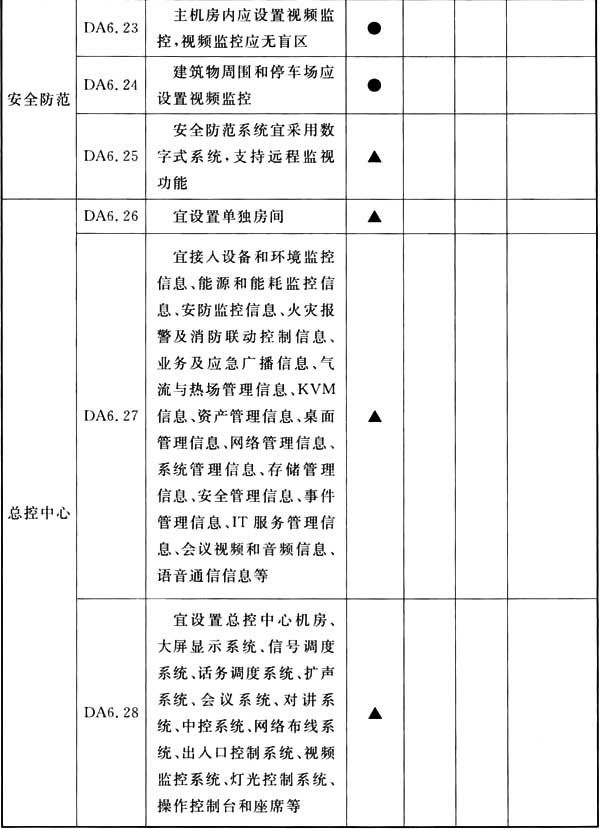 安全防范
DA6.23
主机房内应设置视频监
控,视频监控应无盲区
●
DA6.24
建筑物周围和停车场应
设置视频监控
●
DA6.25
安全防范系统宜采用数
字式系统,支持远程监视
功能
▲
总控中心
DA6.26
宜设置单独房间
▲
DA6.27
宜接入设备和环境监控
信息、能源和能耗监控信
息、安防监控信息、火灾报
警及消防联动控制信息、
业务及应急广播信息、气
流与热场管理信息、KVM
信息、资产管理信息、桌面
管理信息、网络管理信息、
系统管理信息、存储管理
信息、安全管理信息、事件
管理信息、IT 服务管理信
息、会议视频和音频信息、
语音通信信息等
▲
DA6.28
宜设置总控中心机房、
大屏显示系统、信号调度
系统、话务调度系统、扩声
系统、会议系统、对讲系
统、中控系统、网络布线系
统、出入口控制系统、视频
监控系统、灯光控制系统、
操作控制台和座席等
▲